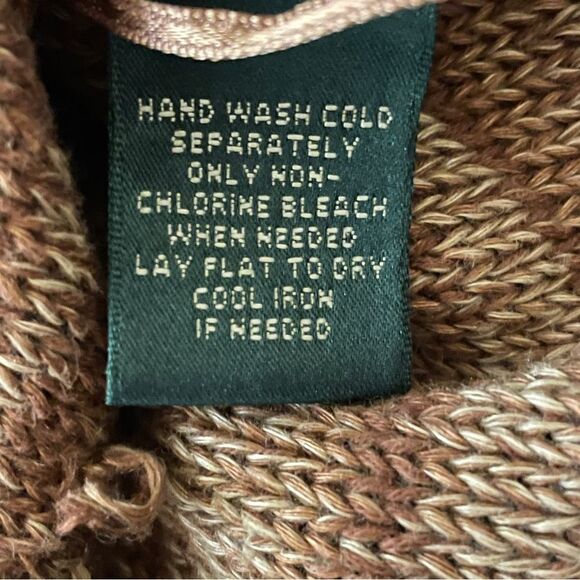 HAND WASH COLD
SEPARATELY
ONLY NON-
CHLORINE BLEACH
WHEN NEEDED
LAY FLAT TO DRY
COOL IRON
IF NEEDED